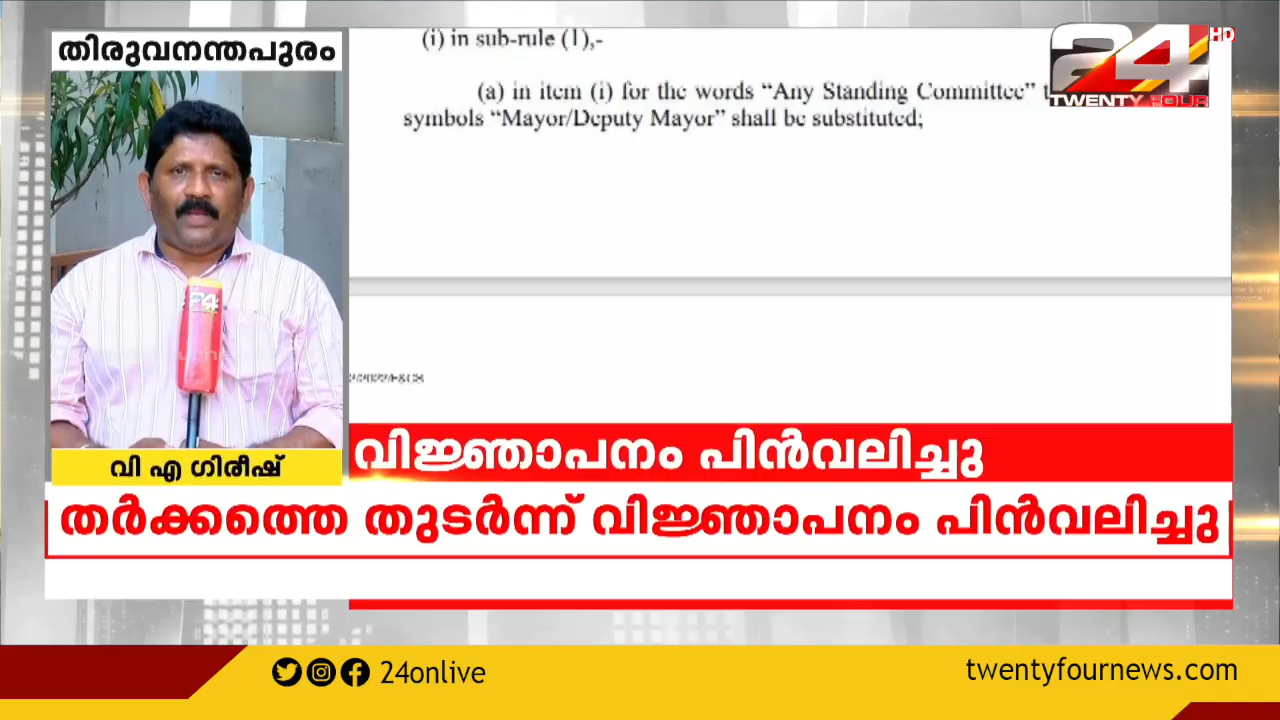 തിരുവനന്തപുരം
(i) in sub-rule (1),-
(a) in item (i) for the words “Any Standing Committee”
symbols “Mayor/Deputy Mayor” shall be substituted;
24 HD
TWENTY FOUR
24
വി എ ഗിരീഷ്
വിജ്ഞാപനം പിൻവലിച്ചു
തർക്കത്തെ തുടർന്ന് വിജ്ഞാപനം പിൻവലിച്ചു
24onlive
twentyfournews.com